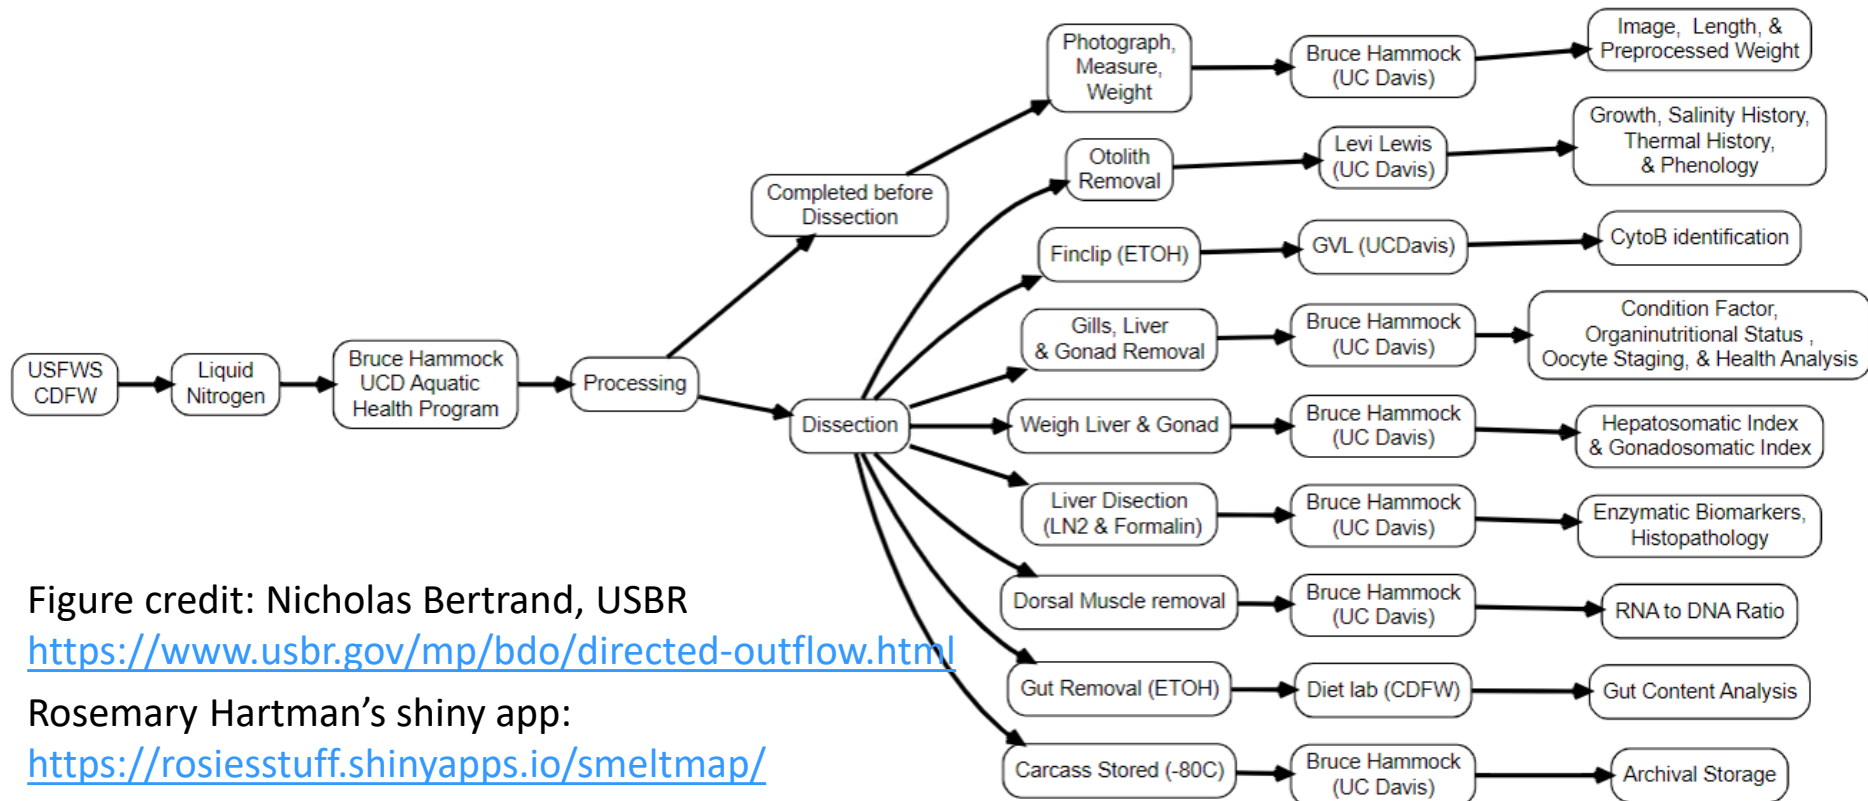 USFWS
CDFW
Liquid
Nitrogen
Bruce Hammock
UCD Aquatic
Health Program
Processing
Completed before
Dissection
Dissection
Photograph,
Measure,
Weight
Bruce Hammock
(UC Davis)
Image, Length, &
Preprocessed Weight
Otolith
Removal
Levi Lewis
(UC Davis)
Growth, Salinity History,
Thermal History,
& Phenology
Finclip (ETOH)
GVL (UCDavis)
CytoB identification
Gills, Liver
& Gonad Removal
Bruce Hammock
(UC Davis)
Condition Factor,
Organinutritional Status ,
Oocyte Staging, & Health Analysis
Weigh Liver & Gonad
Bruce Hammock
(UC Davis)
Hepatosomatic Index
& Gonadosomatic Index
Liver Disection
(LN2 & Formalin)
Bruce Hammock
(UC Davis)
Enzymatic Biomarkers,
Histopathology
Dorsal Muscle removal
Bruce Hammock
(UC Davis)
RNA to DNA Ratio
Gut Removal (ETOH)
Diet lab (CDFW)
Gut Content Analysis
Carcass Stored (-80C)
Bruce Hammock
(UC Davis)
Archival Storage
Figure credit: Nicholas Bertrand, USBR
https://www.usbr.gov/mp/bdo/directed-outflow.html
Rosemary Hartman’s shiny app:
https://rosiesstuff.shinyapps.io/smeltmap/